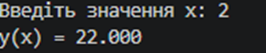 Введіть значення x: 2
y(x) = 22.000